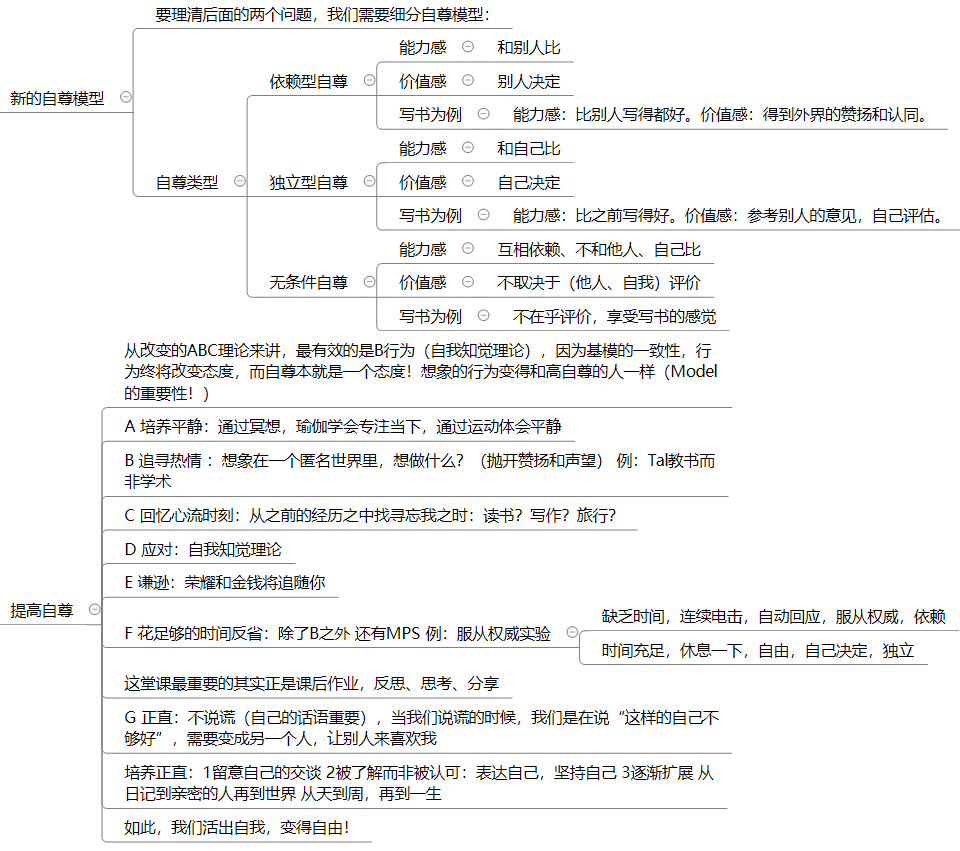 要理清后面的两个问题，我们需要细分自尊模型：
新的自尊模型
自尊类型
依赖型自尊
能力感
和别人比
价值感
别人决定
写书为例
能力感：比别人写得都好。价值感：得到外界的赞扬和认同。
独立型自尊
能力感
和自己比
价值感
自己决定
写书为例
能力感：比之前写得好。价值感：参考别人的意见，自己评估。
无条件自尊
能力感
互相依赖、不和他人、自己比
价值感
不取决于（他人、自我）评价
写书为例
不在乎评价，享受写书的感觉
提高自尊
从改变的ABC理论来讲，最有效的是B行为（自我知觉理论），因为基模的一致性，行
为终将改变态度，而自尊本就是一个态度！想象的行为变得和高自尊的人一样（Model
的重要性！）
A 培养平静：通过冥想，瑜伽学会专注当下，通过运动体会平静
B 追寻热情 ：想象在一个匿名世界里，想做什么？（抛开赞扬和声望） 例：Tal教书而
非学术
C 回忆心流时刻：从之前的经历之中找寻忘我之时：读书？写作？旅行？
D 应对：自我知觉理论
E 谦逊：荣耀和金钱将追随你
F 花足够的时间反省：除了B之外 还有MPS 例：服从权威实验
缺乏时间，连续电击，自动回应，服从权威，依赖
时间充足，休息一下，自由，自己决定，独立
这堂课最重要的其实正是课后作业，反思、思考、分享
G 正直：不说谎（自己的话语重要），当我们说谎的时候，我们是在说“这样的自己不
够好”，需要变成另一个人，让别人来喜欢我
培养正直：1留意自己的交谈 2被了解而非被认可：表达自己，坚持自己 3逐渐扩展 从
日记到亲密的人再到世界 从天到周，再到一生
如此，我们活出自我，变得自由！